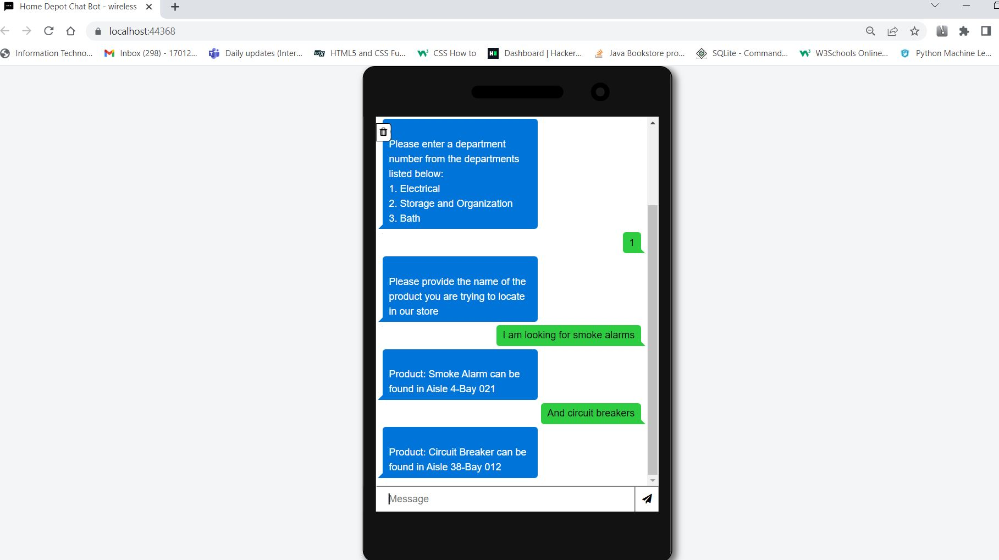 Home Depot Chat Bot - wireless
localhost:44368
Information Techno...
Inbox (298) - 17012...
Daily updates (Inter...
edX
HTML5 and CSS Fu...
CSS How to
Dashboard | Hacker...
Java Bookstore pro...
SQLite - Command...
W3Schools Online...
Python Machine Le...
Please enter a department
number from the departments
listed below:
1. Electrical
2. Storage and Organization
3. Bath
1
Please provide the name of the
product you are trying to locate
in our store
I am looking for smoke alarms
Product: Smoke Alarm can be
found in Aisle 4-Bay 021
And circuit breakers
Product: Circuit Breaker can be
found in Aisle 38-Bay 012
Message